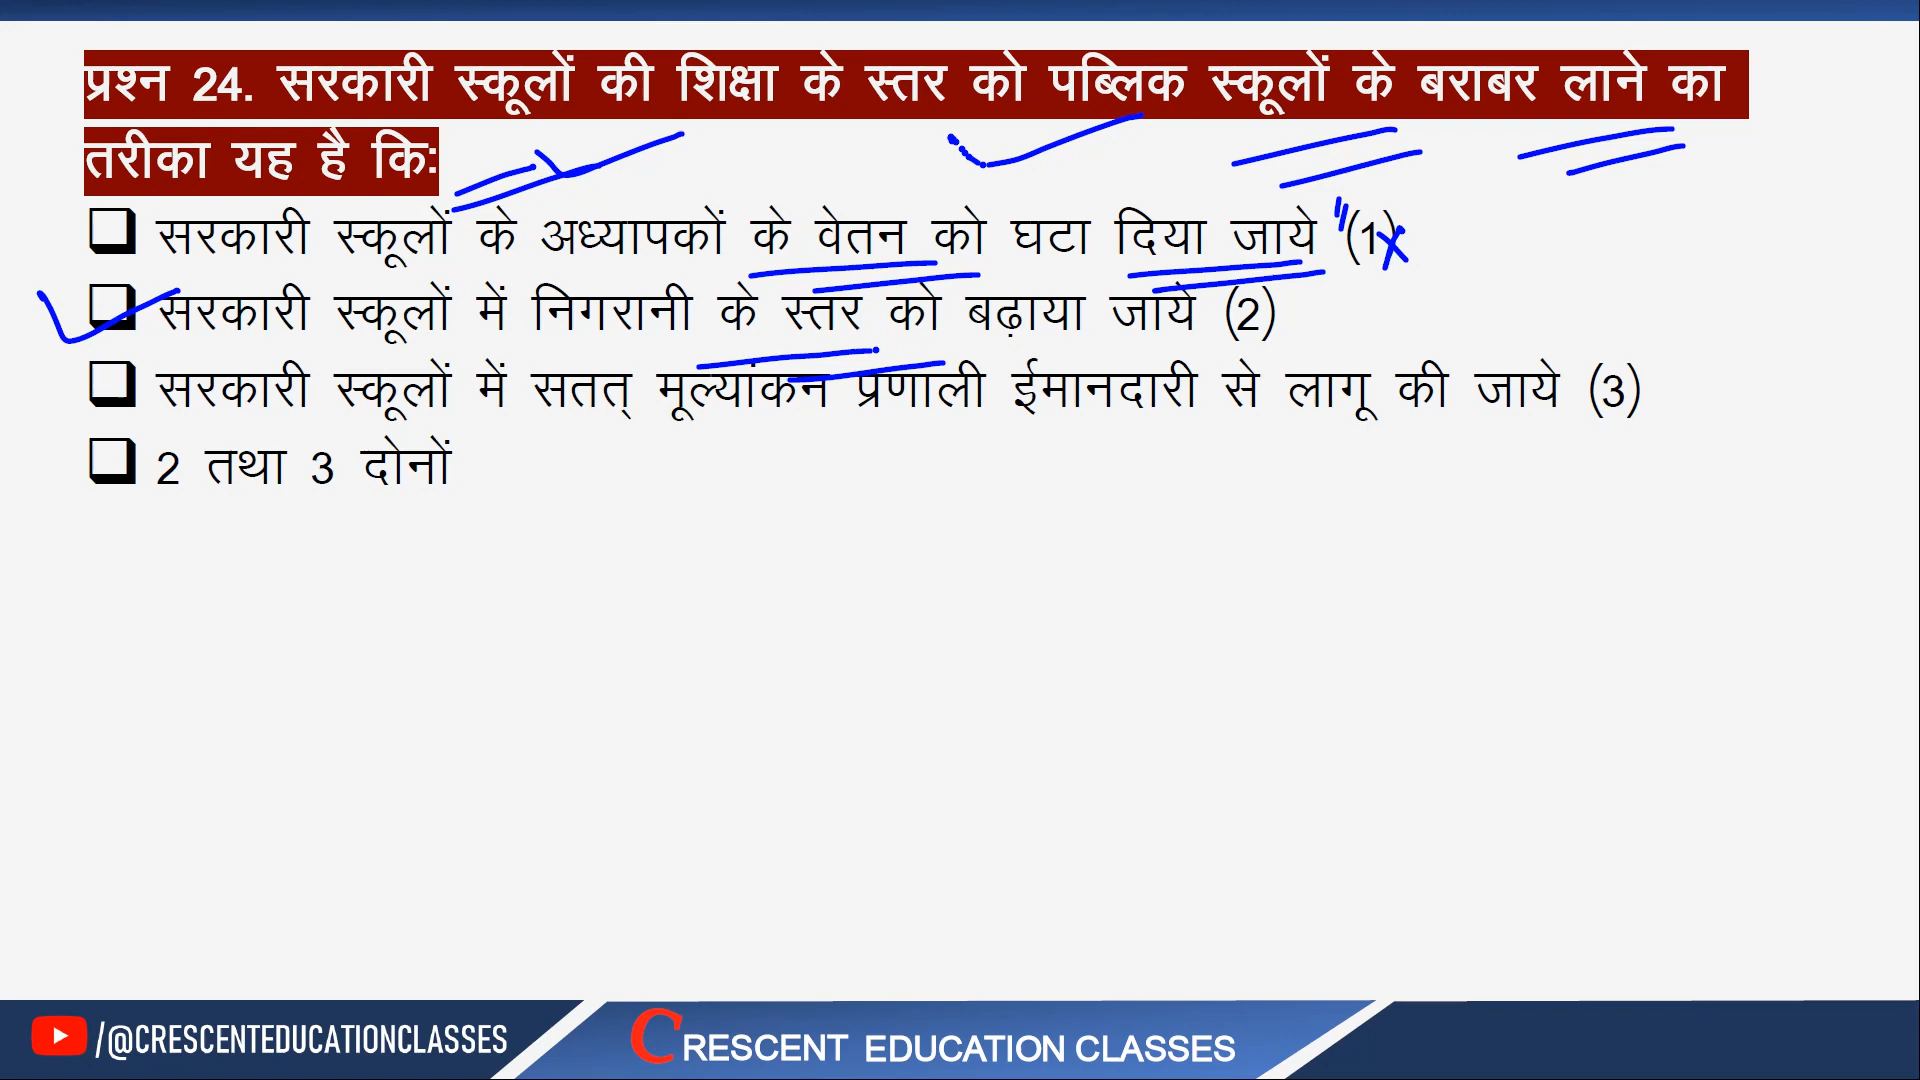 प्रश्न 24. सरकारी स्कूलों की शिक्षा के स्तर को पब्लिक स्कूलों के बराबर लाने का
तरीका यह है कि:
सरकारी स्कूलों के अध्यापकों के वेतन को घटा दिया जाये (1)
सरकारी स्कूलों में निगरानी के स्तर को बढ़ाया जाये (2)
सरकारी स्कूलों में सतत् मूल्यांकन प्रणाली ईमानदारी से लागू की जाये (3)
2 तथा 3 दोनों
/@CRESCENTEDUCATIONCLASSES
CRESCENT EDUCATION CLASSES